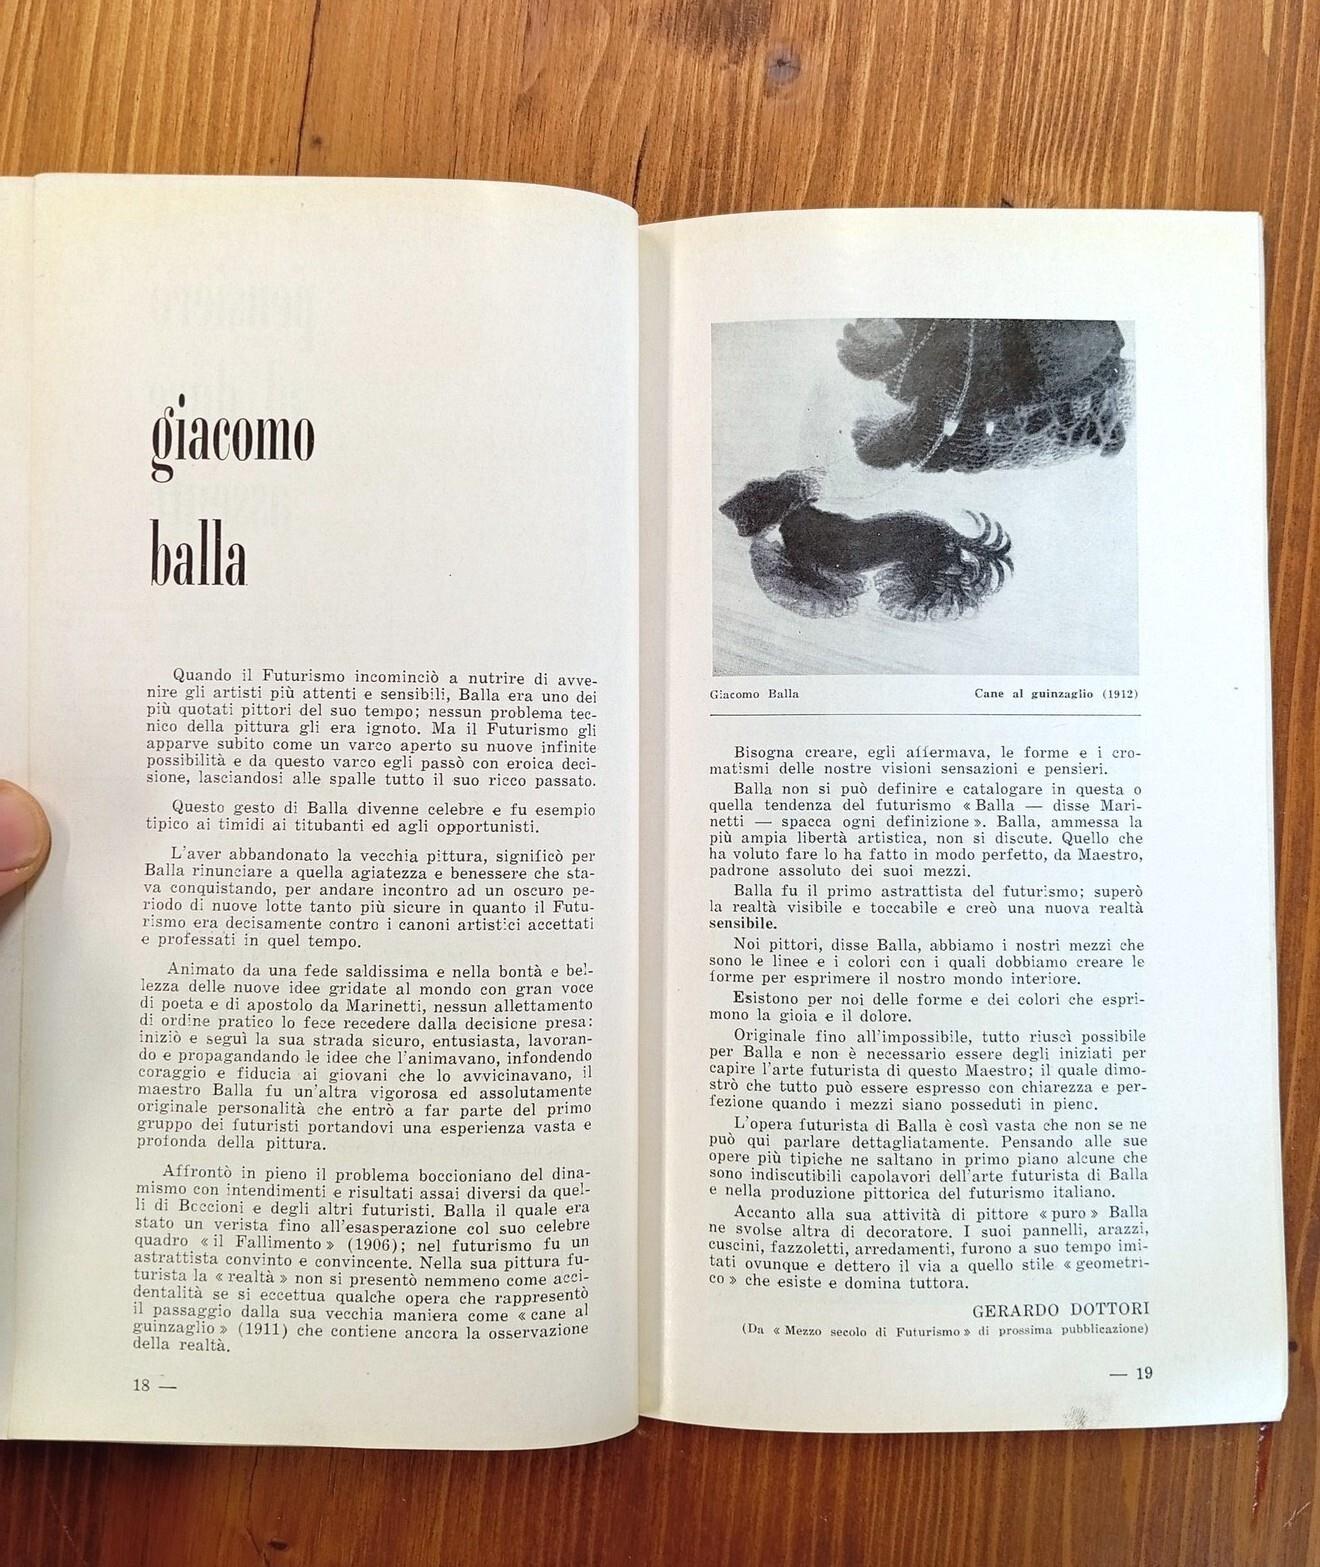 giacomo
balla
Quando il Futurismo incominciò a nutrire di avve-
nire gli artisti più attenti e sensibili, Balla era uno dei
più quotati pittori del suo tempo; nessun problema tec-
nico della pittura gli era ignoto. Ma il Futurismo gli
apparve subito come un varco aperto su nuove infinite
possibilità e da questo varco egli passò con eroica deci-
sione, lasciandosi alle spalle tutto il suo ricco passato.
Questo gesto di Balla divenne celebre e fu esempio
tipico ai timidi ai titubanti ed agli opportunisti.
L'aver abbandonato la vecchia pittura, significò per
Balla rinunciare a quella agiatezza e benessere che sta-
va conquistando, per andare incontro ad un oscuro pe-
riodo di nuove lotte tanto più sicure in quanto il Futu-
rismo era decisamente contro i canoni artistici accettati
e professati in quel tempo.
Animato da una fede saldissima e nella bontà e bel-
lezza delle nuove idee gridate al mondo con gran voce
di poeta e di apostolo da Marinetti, nessun allettamento
di ordine pratico lo fece recedere dalla decisione presa:
iniziò e seguì la sua strada sicuro, entusiasta, lavoran-
do e propagandando le idee che l'animavano, infondendo
coraggio e fiducia ai giovani che lo avvicinavano, il
maestro Balla fu un'altra vigorosa ed assolutamente
originale personalità che entrò a far parte del primo
gruppo dei futuristi portandovi una esperienza vasta e
profonda della pittura.
Affrontò in pieno il problema boccioniano del dina-
mismo con intendimenti e risultati assai diversi da quel-
li di Boccioni e degli altri futuristi. Balla il quale era
stato un verista fino all'esasperazione col suo celebre
quadro « il Fallimento » (1906); nel futurismo fu un
astrattista convinto e convincente. Nella sua pittura fu-
turista la « realtà » non si presentò nemmeno come acci-
dentalità se si eccettua qualche opera che rappresentò
il passaggio dalla sua vecchia maniera come « cane al
guinzaglio » (1911) che contiene ancora la osservazione
della realtà.
18 —
Giacomo Balla Cane al guinzaglio (1912)
Bisogna creare, egli affermava, le forme e i cro-
matismi delle nostre visioni sensazioni e pensieri.
Balla non si può definire e catalogare in questa o
quella tendenza del futurismo « Balla — disse Mari-
netti — spacca ogni definizione ». Balla, ammessa la
più ampia libertà artistica, non si discute. Quello che
ha voluto fare lo ha fatto in modo perfetto, da Maestro,
padrone assoluto dei suoi mezzi.
Balla fu il primo astrattista del futurismo; superò
la realtà visibile e toccabile e creò una nuova realtà
sensibile.
Noi pittori, disse Balla, abbiamo i nostri mezzi che
sono le linee e i colori con i quali dobbiamo creare le
forme per esprimere il nostro mondo interiore.
Esistono per noi delle forme e dei colori che espri-
mono la gioia e il dolore.
Originale fino all'impossibile, tutto riuscì possibile
per Balla e non è necessario essere degli iniziati per
capire l'arte futurista di questo Maestro; il quale dimo-
strò che tutto può essere espresso con chiarezza e per-
fezione quando i mezzi siano posseduti in pieno.
L'opera futurista di Balla è così vasta che non se ne
può qui parlare dettagliatamente. Pensando alle sue
opere più tipiche ne saltano in primo piano alcune che
sono indiscutibili capolavori dell'arte futurista di Balla
e nella produzione pittorica del futurismo italiano.
Accanto alla sua attività di pittore « puro » Balla
ne svolse altra di decoratore. I suoi pannelli, arazzi,
cuscini, fazzoletti, arredamenti, furono a suo tempo imi-
tati ovunque e dettero il via a quello stile « geometri-
co » che esiste e domina tuttora.
GERARDO DOTTORI
(Da « Mezzo secolo di Futurismo » di prossima pubblicazione)
— 19